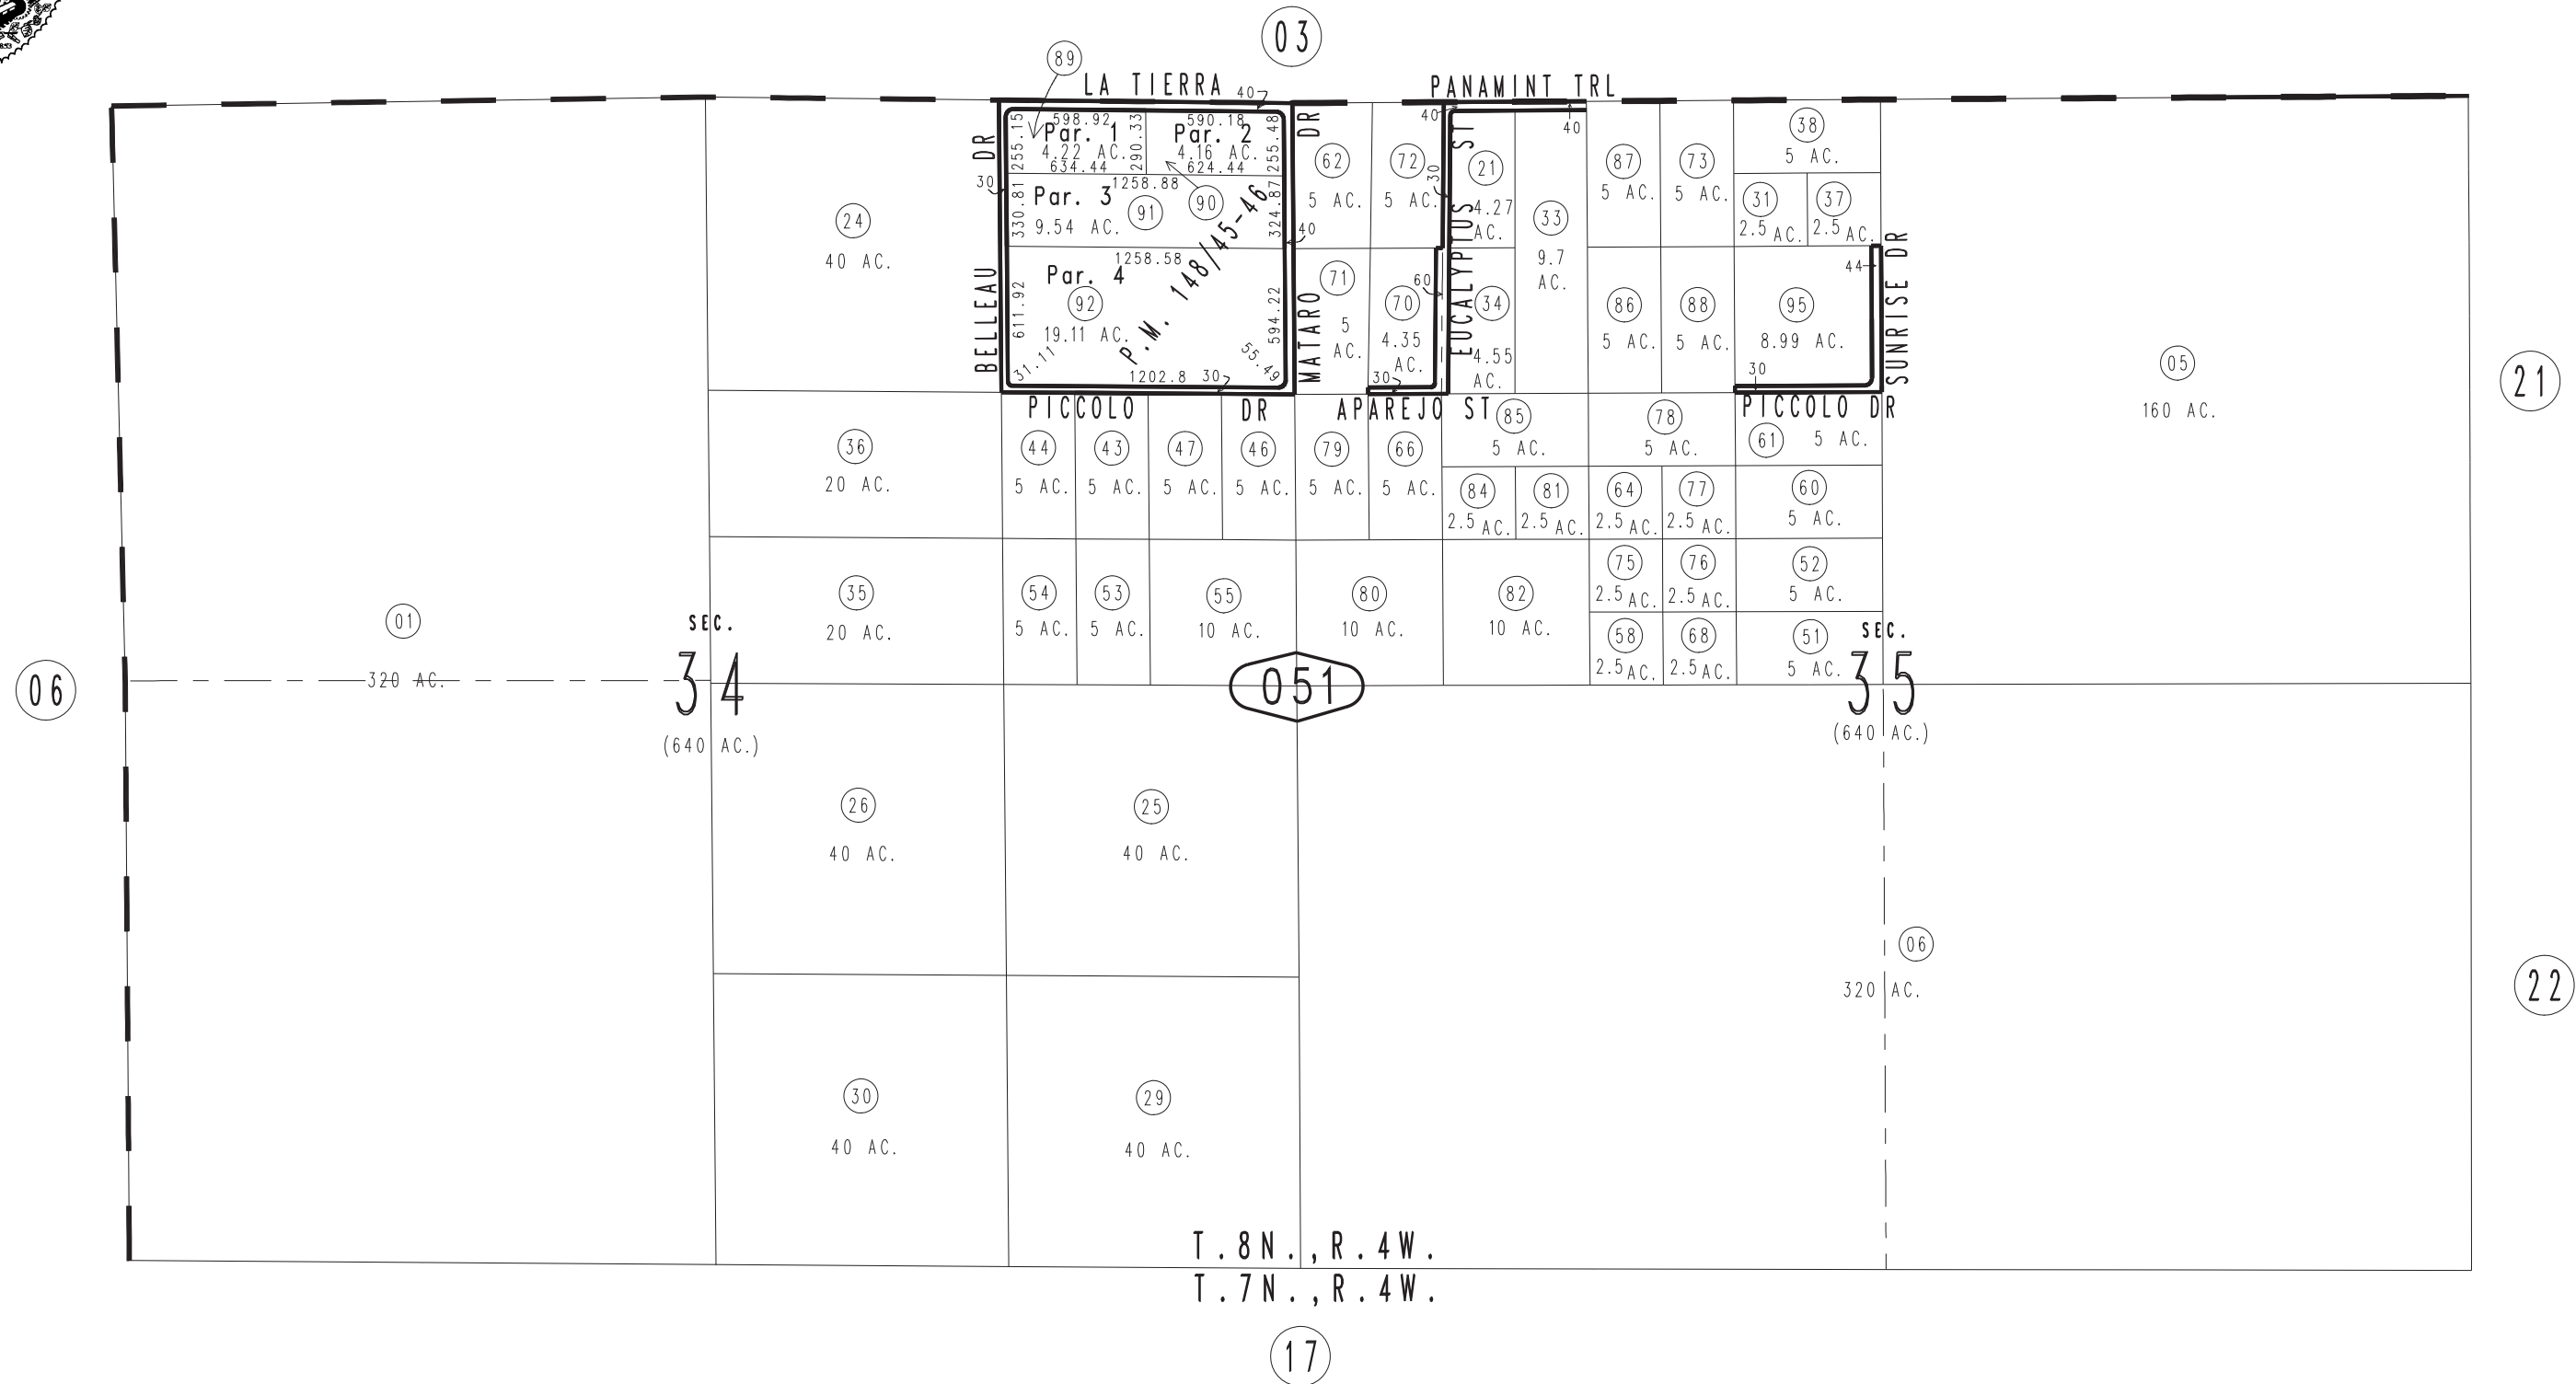 03
89
LA TIERRA
40
PANAMINT TRL
598.92
Par. 1
4.22 AC.
634.44
255.15
290.33
590.18
Par. 2
4.16 AC.
624.44
255.48
DR
40
ST
40
38
5 AC.
BELLEAU DR
30
1258.88
Par. 3
9.54 AC.
91
90
330.81
324.87
40
P.M. 148/45-46
62
5 AC.
72
5 AC.
30
21
4.27
AC.
33
9.7
AC.
87
5 AC.
73
5 AC.
31
2.5 AC.
37
2.5 AC.
24
40 AC.
1258.58
Par. 4
92
19.11 AC.
611.92
594.22
31.11
55.49
1202.8
30
MATARO
71
5
AC.
70
4.35
AC.
60
30
EUCALYPTUS
34
4.55
AC.
86
5 AC.
88
5 AC.
95
8.99 AC.
44
30
SUNRISE DR
05
160 AC.
21
PICCOLO DR
APAREJO ST
PICCOLO DR
36
20 AC.
44
5 AC.
43
5 AC.
47
5 AC.
46
5 AC.
79
5 AC.
66
5 AC.
85
5 AC.
78
5 AC.
61
5 AC.
84
2.5 AC.
81
2.5 AC.
64
2.5 AC.
77
2.5 AC.
60
5 AC.
35
20 AC.
54
5 AC.
53
5 AC.
55
10 AC.
80
10 AC.
82
10 AC.
75
2.5 AC.
76
2.5 AC.
52
5 AC.
58
2.5 AC.
68
2.5 AC.
51
5 AC.
01
320 AC.
06
SEC.
34
(640 AC.)
051
SEC.
35
(640 AC.)
26
40 AC.
25
40 AC.
06
320 AC.
22
30
40 AC.
29
40 AC.
T.8N.,R.4W.
T.7N.,R.4W.
17